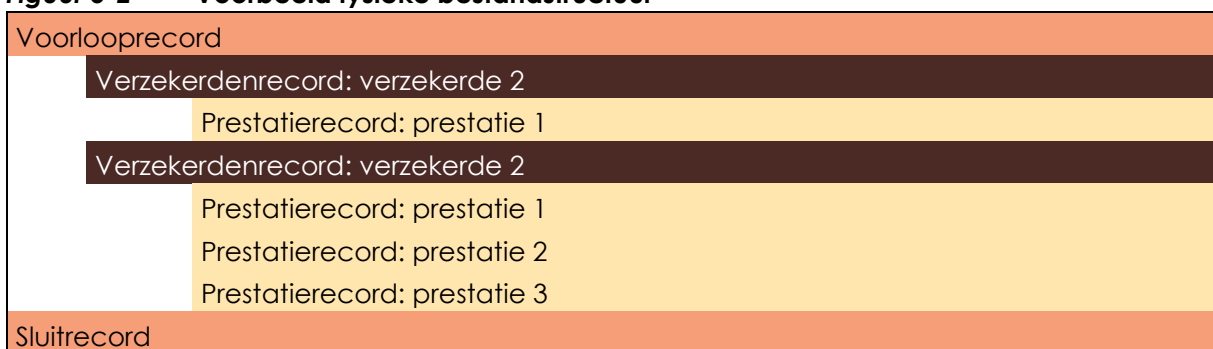 Voorlooprecord
Verzekerdenrecord: verzekerde 2
Prestatierecord: prestatie 1
Verzekerdenrecord: verzekerde 2
Prestatierecord: prestatie 1
Prestatierecord: prestatie 2
Prestatierecord: prestatie 3
Sluitrecord